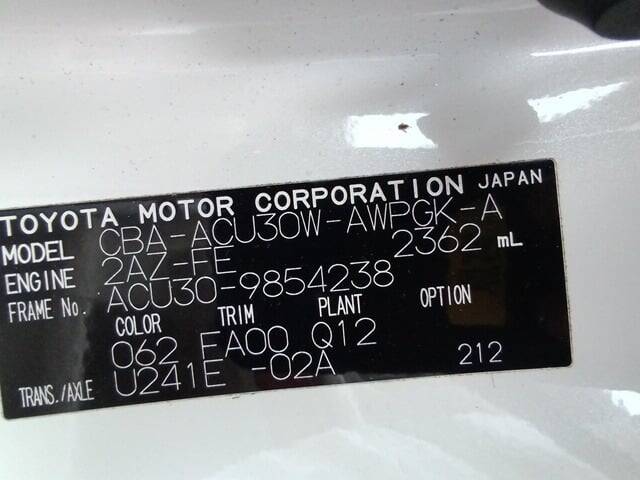 TOYOTA MOTOR CORPORATION JAPAN
MODEL CBA-ACU30W-AWPGK-A
ENGINE 2AZ-FE 2362 mL
FRAME No. ACU30-9854238
COLOR TRIM PLANT OPTION
062 FA00 Q12
TRANS./AXLE U241E -02A 212